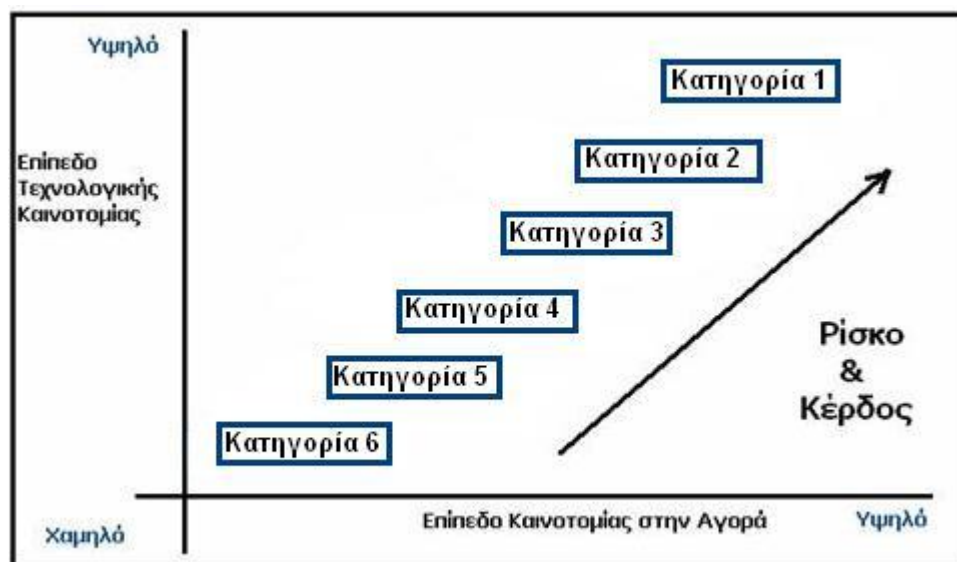 Υψηλό
Κατηγορία 1
Επίπεδο
Τεχνολογικής
Καινοτομίας
Κατηγορία 2
Κατηγορία 3
Κατηγορία 4
Κατηγορία 5
Κατηγορία 6
Ρίσκο
&
Κέρδος
Χαμηλό
Επίπεδο Καινοτομίας στην Αγορά
Υψηλό